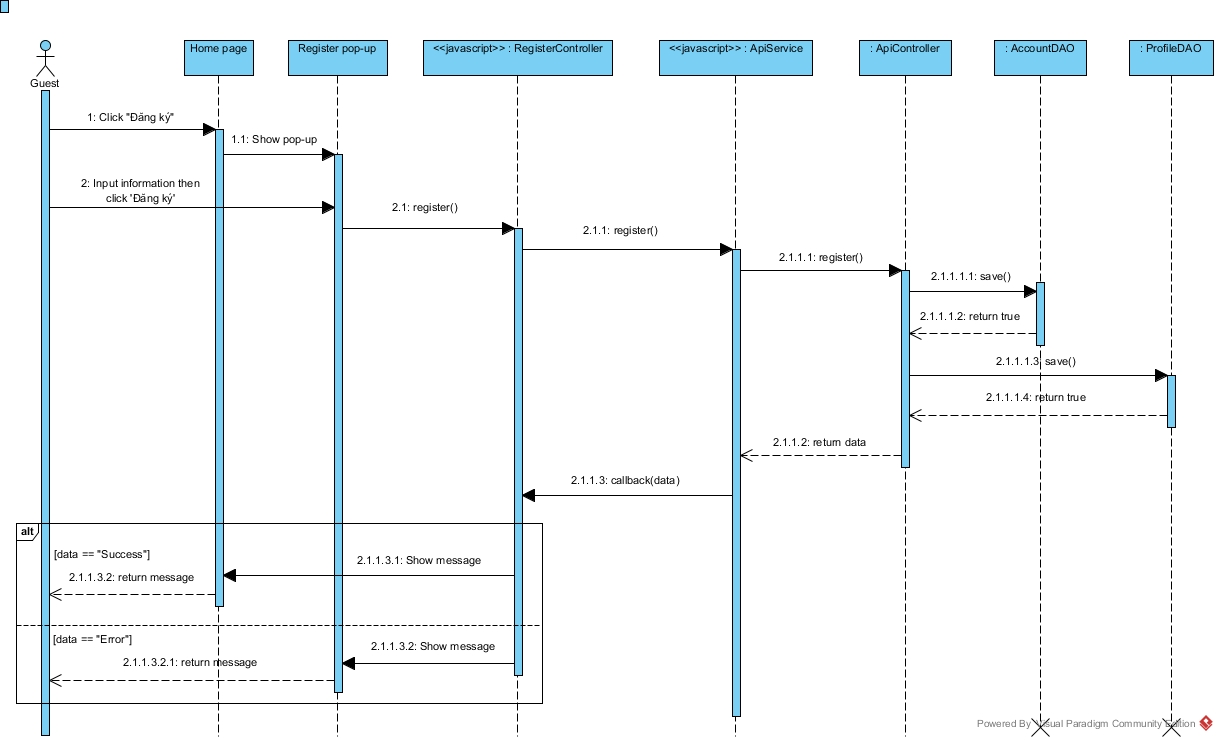 Home page
Register pop-up
<<javascript>> : RegisterController
<<javascript>> : ApiService
: ApiController
: AccountDAO
: ProfileDAO
Guest
1: Click "Đăng ký"
1.1: Show pop-up
2: Input information then
click 'Đăng ký'
2.1: register()
2.1.1: register()
2.1.1.1: register()
2.1.1.1.1: save()
2.1.1.1.2: return true
2.1.1.1.3: save()
2.1.1.1.4: return true
2.1.1.2: return data
2.1.1.3: callback(data)
alt
[data == "Success"]
2.1.1.3.1: Show message
2.1.1.3.2: return message
[data == "Error"]
2.1.1.3.2: Show message
2.1.1.3.2.1: return message
Powered By Visual Paradigm Community Edition